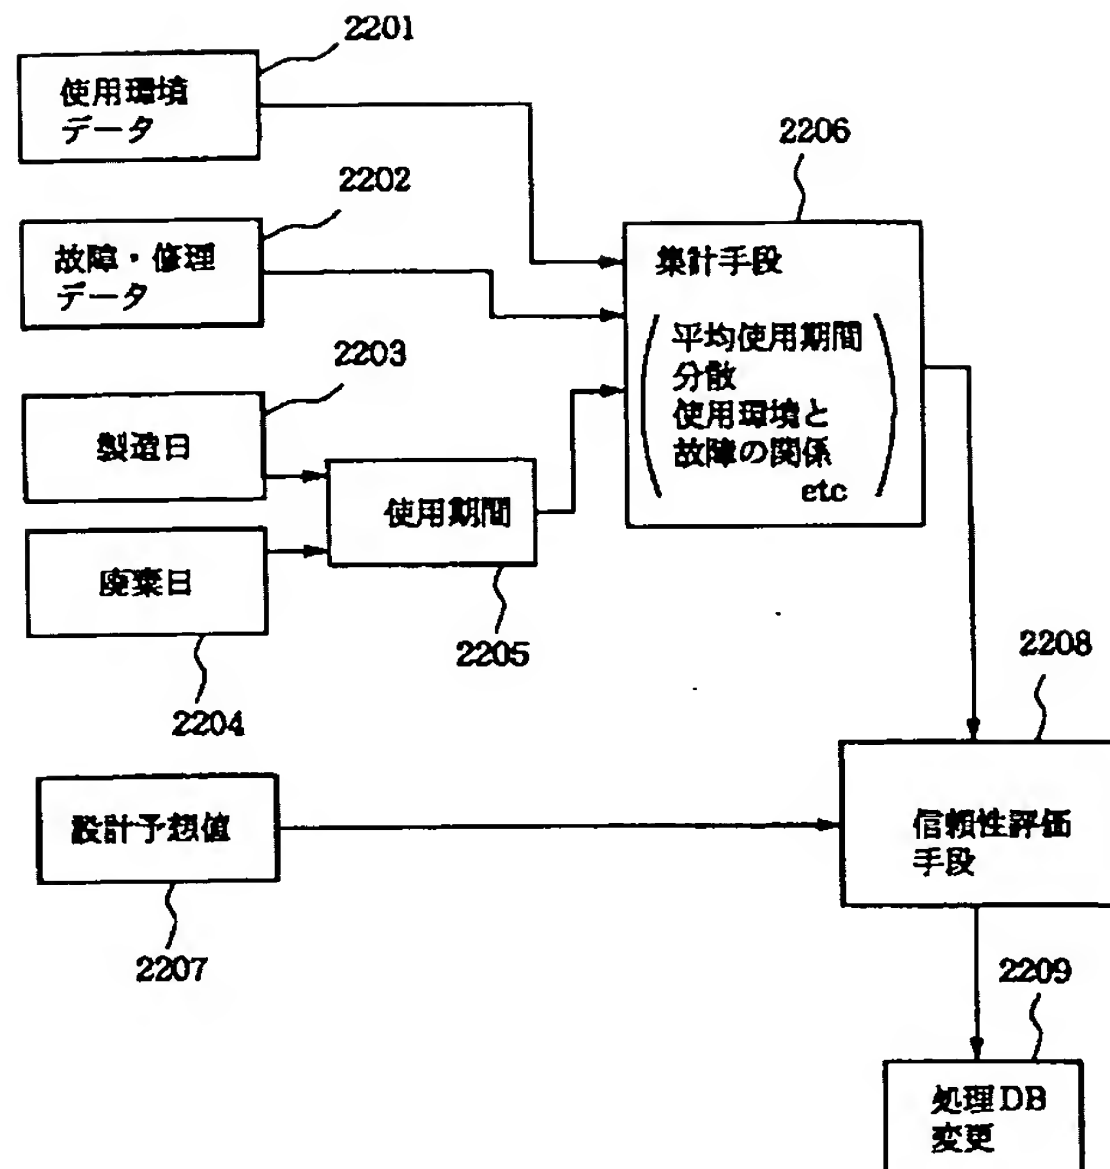 2201
使用環境
データ
2202
故障・修理
データ
2203
製造日
廃棄日
2204
使用期間
2205
2206
集計手段
平均使用期間
分散
使用環境と
故障の関係
etc
2207
設計予想値
2208
信頼性評価
手段
2209
処理DB
変更